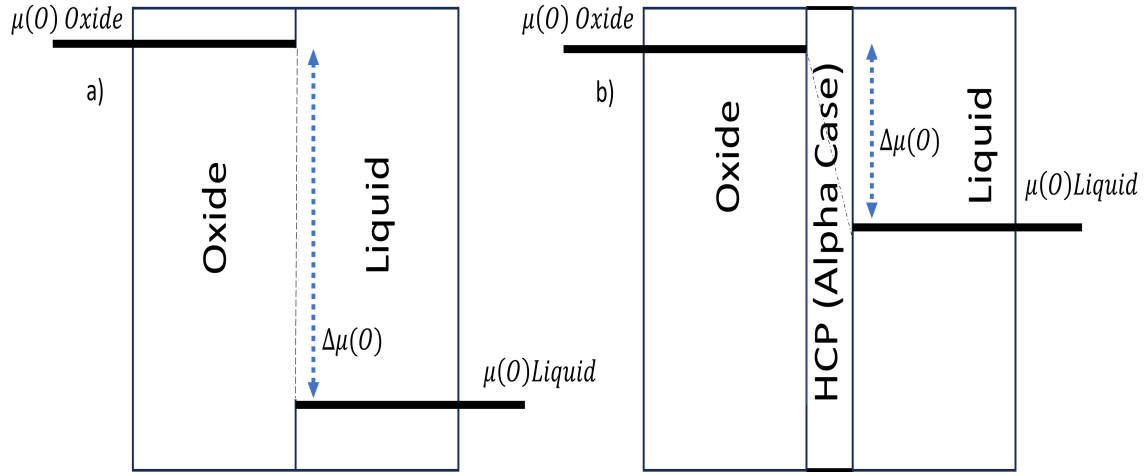 μ(O) Oxide
a)
Oxide
Liquid
Δμ(O)
μ(O)Liquid
μ(O) Oxide
b)
Oxide
HCP (Alpha Case)
Δμ(O)
Liquid
μ(O)Liquid